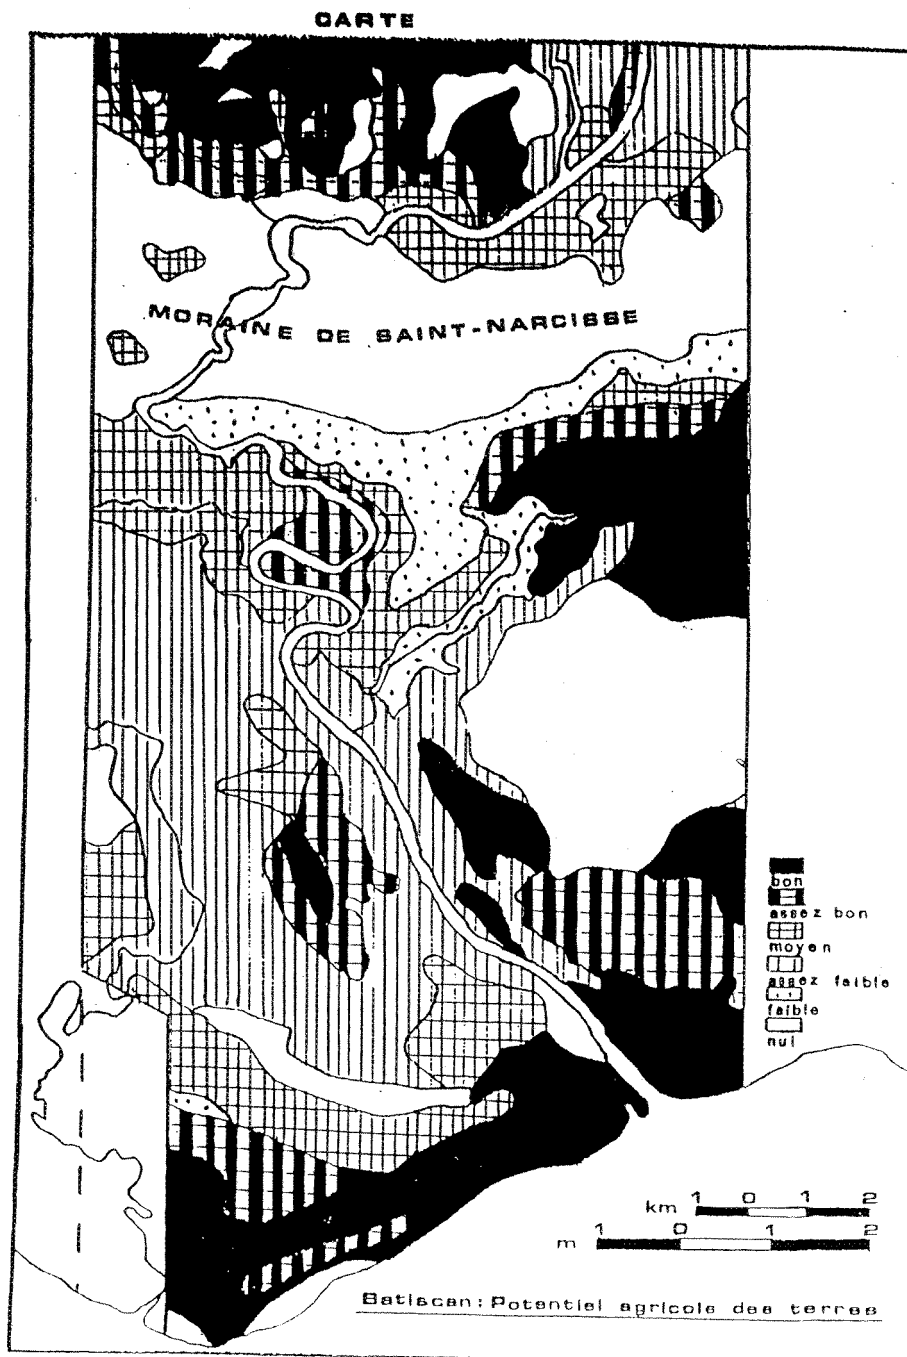 CARTE
MORAINE DE SAINT-NARCISSE
bon
assez bon
moyen
assez faible
faible
nul
km 1 0 1 2
m 1 0 1 2
Batiscan: Potentiel agricole des terres